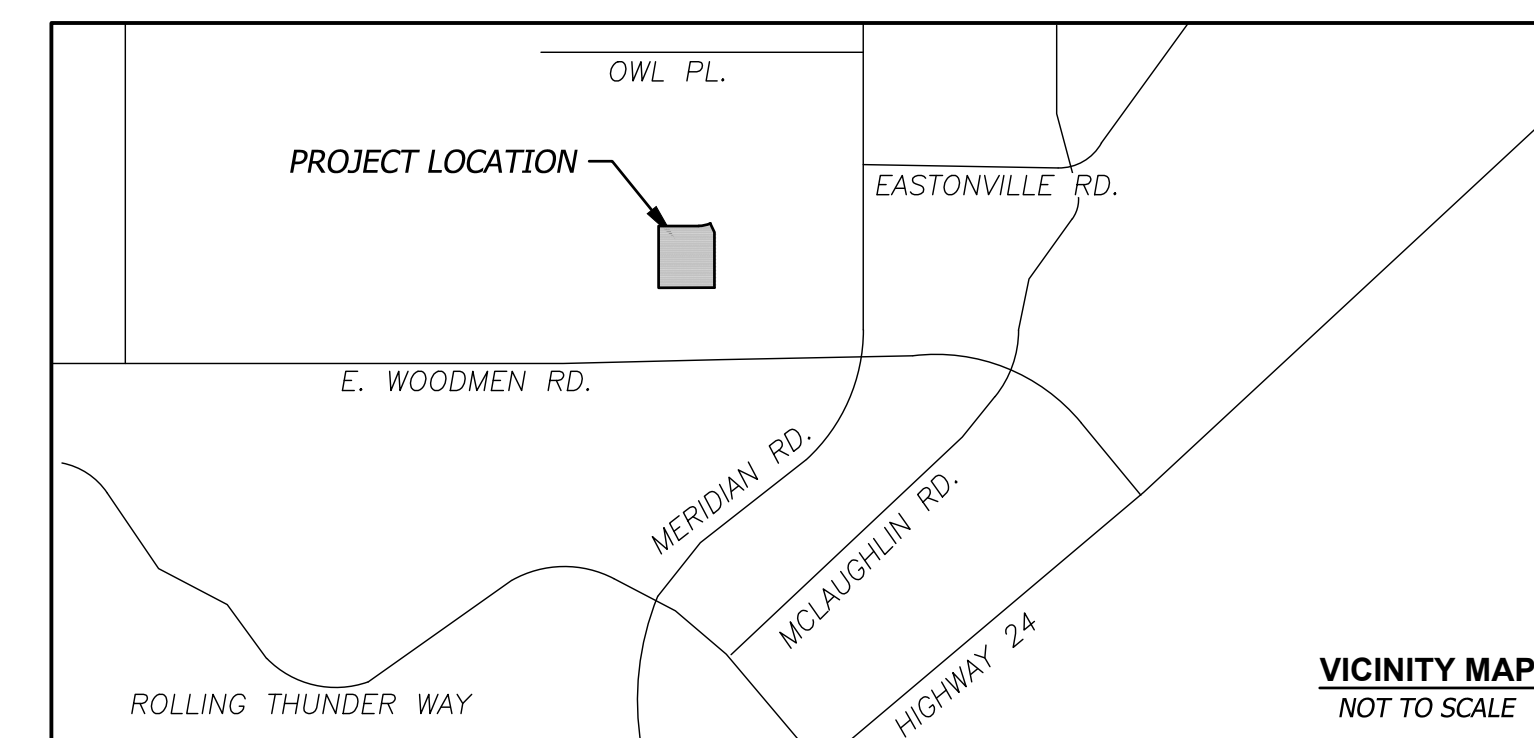 OWL PL.
PROJECT LOCATION
EASTONVILLE RD.
E. WOODMEN RD.
MERIDIAN RD.
MCLAUGHLIN RD.
HIGHWAY 24
ROLLING THUNDER WAY
VICINITY MAP
NOT TO SCALE